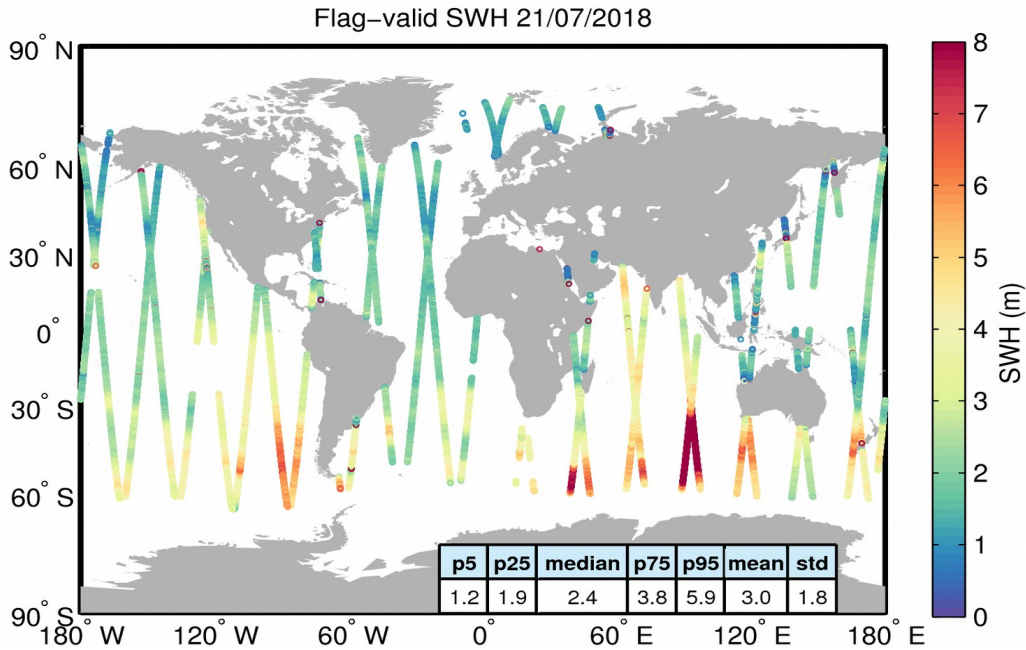 Flag−valid SWH 21/07/2018
90° N
60° N
30° N
0°
30° S
60° S
90° S
180° W
120° W
60° W
0°
60° E
120° E
180° E
8
7
6
5
4
3
2
1
0
SWH (m)
p5 p25 median p75 p95 mean std
1.2 1.9 2.4 3.8 5.9 3.0 1.8